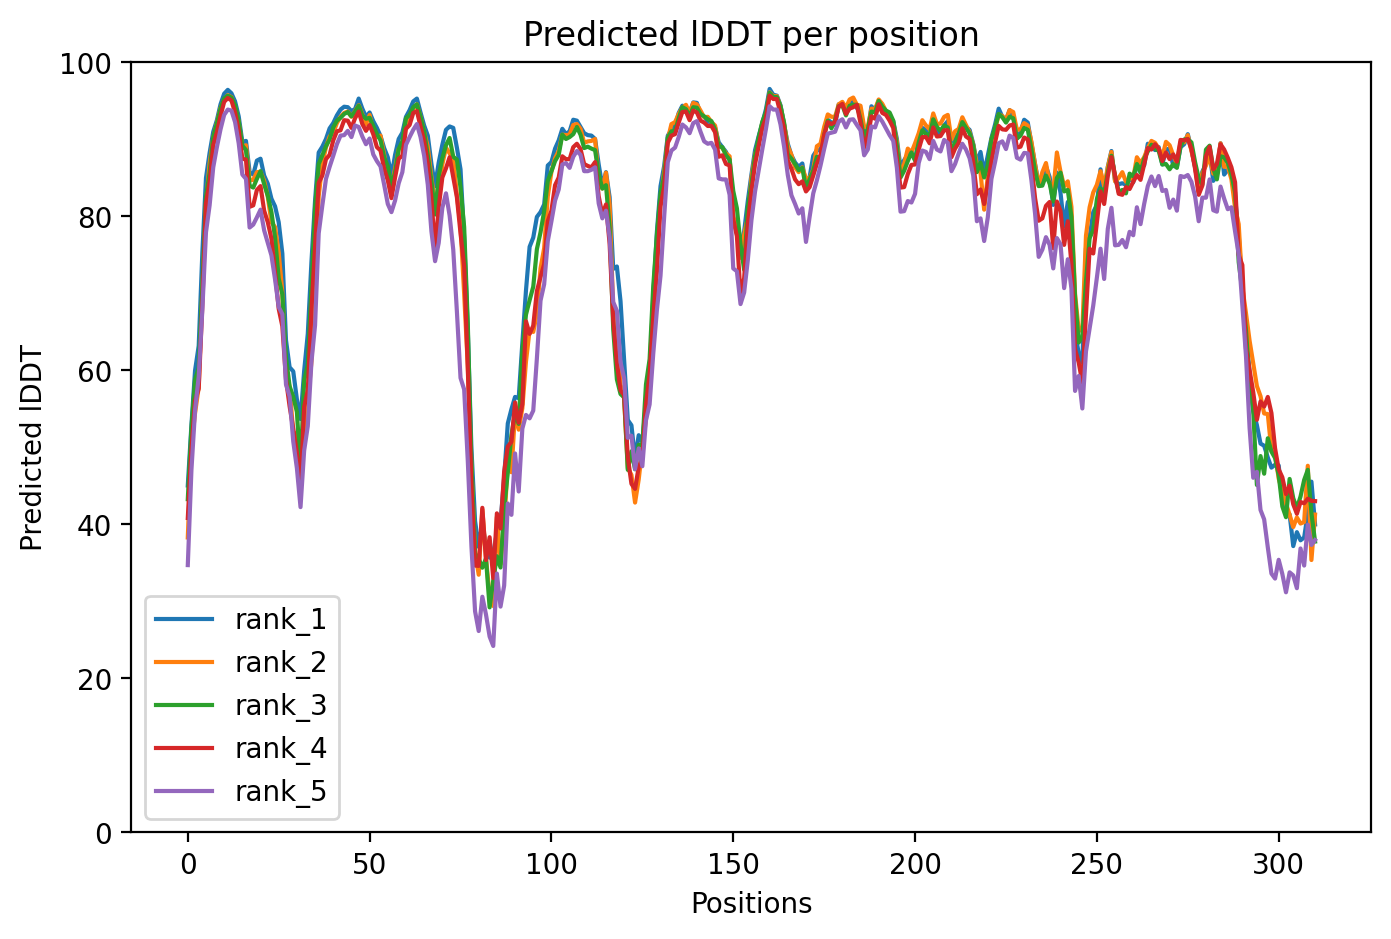 Predicted lDDT per position
100
80
60
40
20
0
Predicted lDDT
rank_1
rank_2
rank_3
rank_4
rank_5
0 50 100 150 200 250 300
Positions